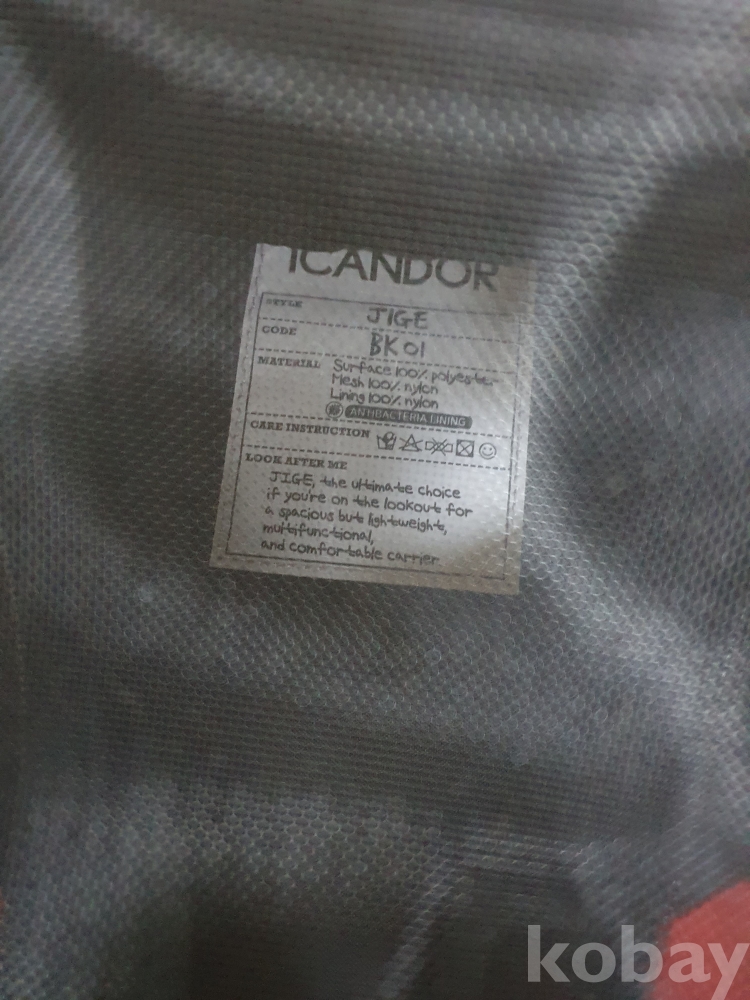 ICANDOR
STYLE JIGE
CODE BK01
MATERIAL Surface 100% polyester
Mesh 100% nylon
Lining 100% nylon
ANTIBACTERIA LINING
CARE INSTRUCTION
LOOK AFTER ME
JIGE, the ultimate choice
if you're on the lookout for
a spacious but lightweight,
multifunctional,
and comfortable carrier
kobay